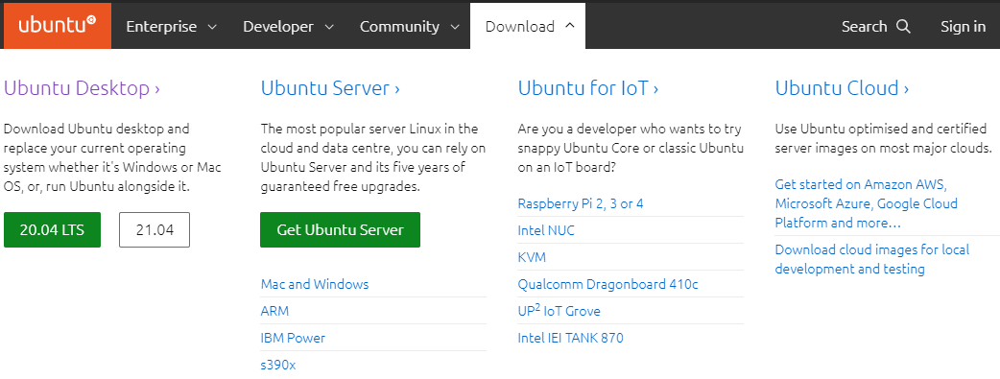 ubuntu
Enterprise
Developer
Community
Download
Search
Sign in
Ubuntu Desktop ›
Download Ubuntu desktop and
replace your current operating
system whether it's Windows or Mac
OS, or, run Ubuntu alongside it.
20.04 LTS
21.04
Ubuntu Server ›
The most popular server Linux in the
cloud and data centre, you can rely on
Ubuntu Server and its five years of
guaranteed free upgrades.
Get Ubuntu Server
Mac and Windows
ARM
IBM Power
s390x
Ubuntu for IoT ›
Are you a developer who wants to try
snappy Ubuntu Core or classic Ubuntu
on an IoT board?
Raspberry Pi 2, 3 or 4
Intel NUC
KVM
Qualcomm Dragonboard 410c
UP² IoT Grove
Intel IEI TANK 870
Ubuntu Cloud ›
Use Ubuntu optimised and certified
server images on most major clouds.
Get started on Amazon AWS,
Microsoft Azure, Google Cloud
Platform and more…
Download cloud images for local
development and testing